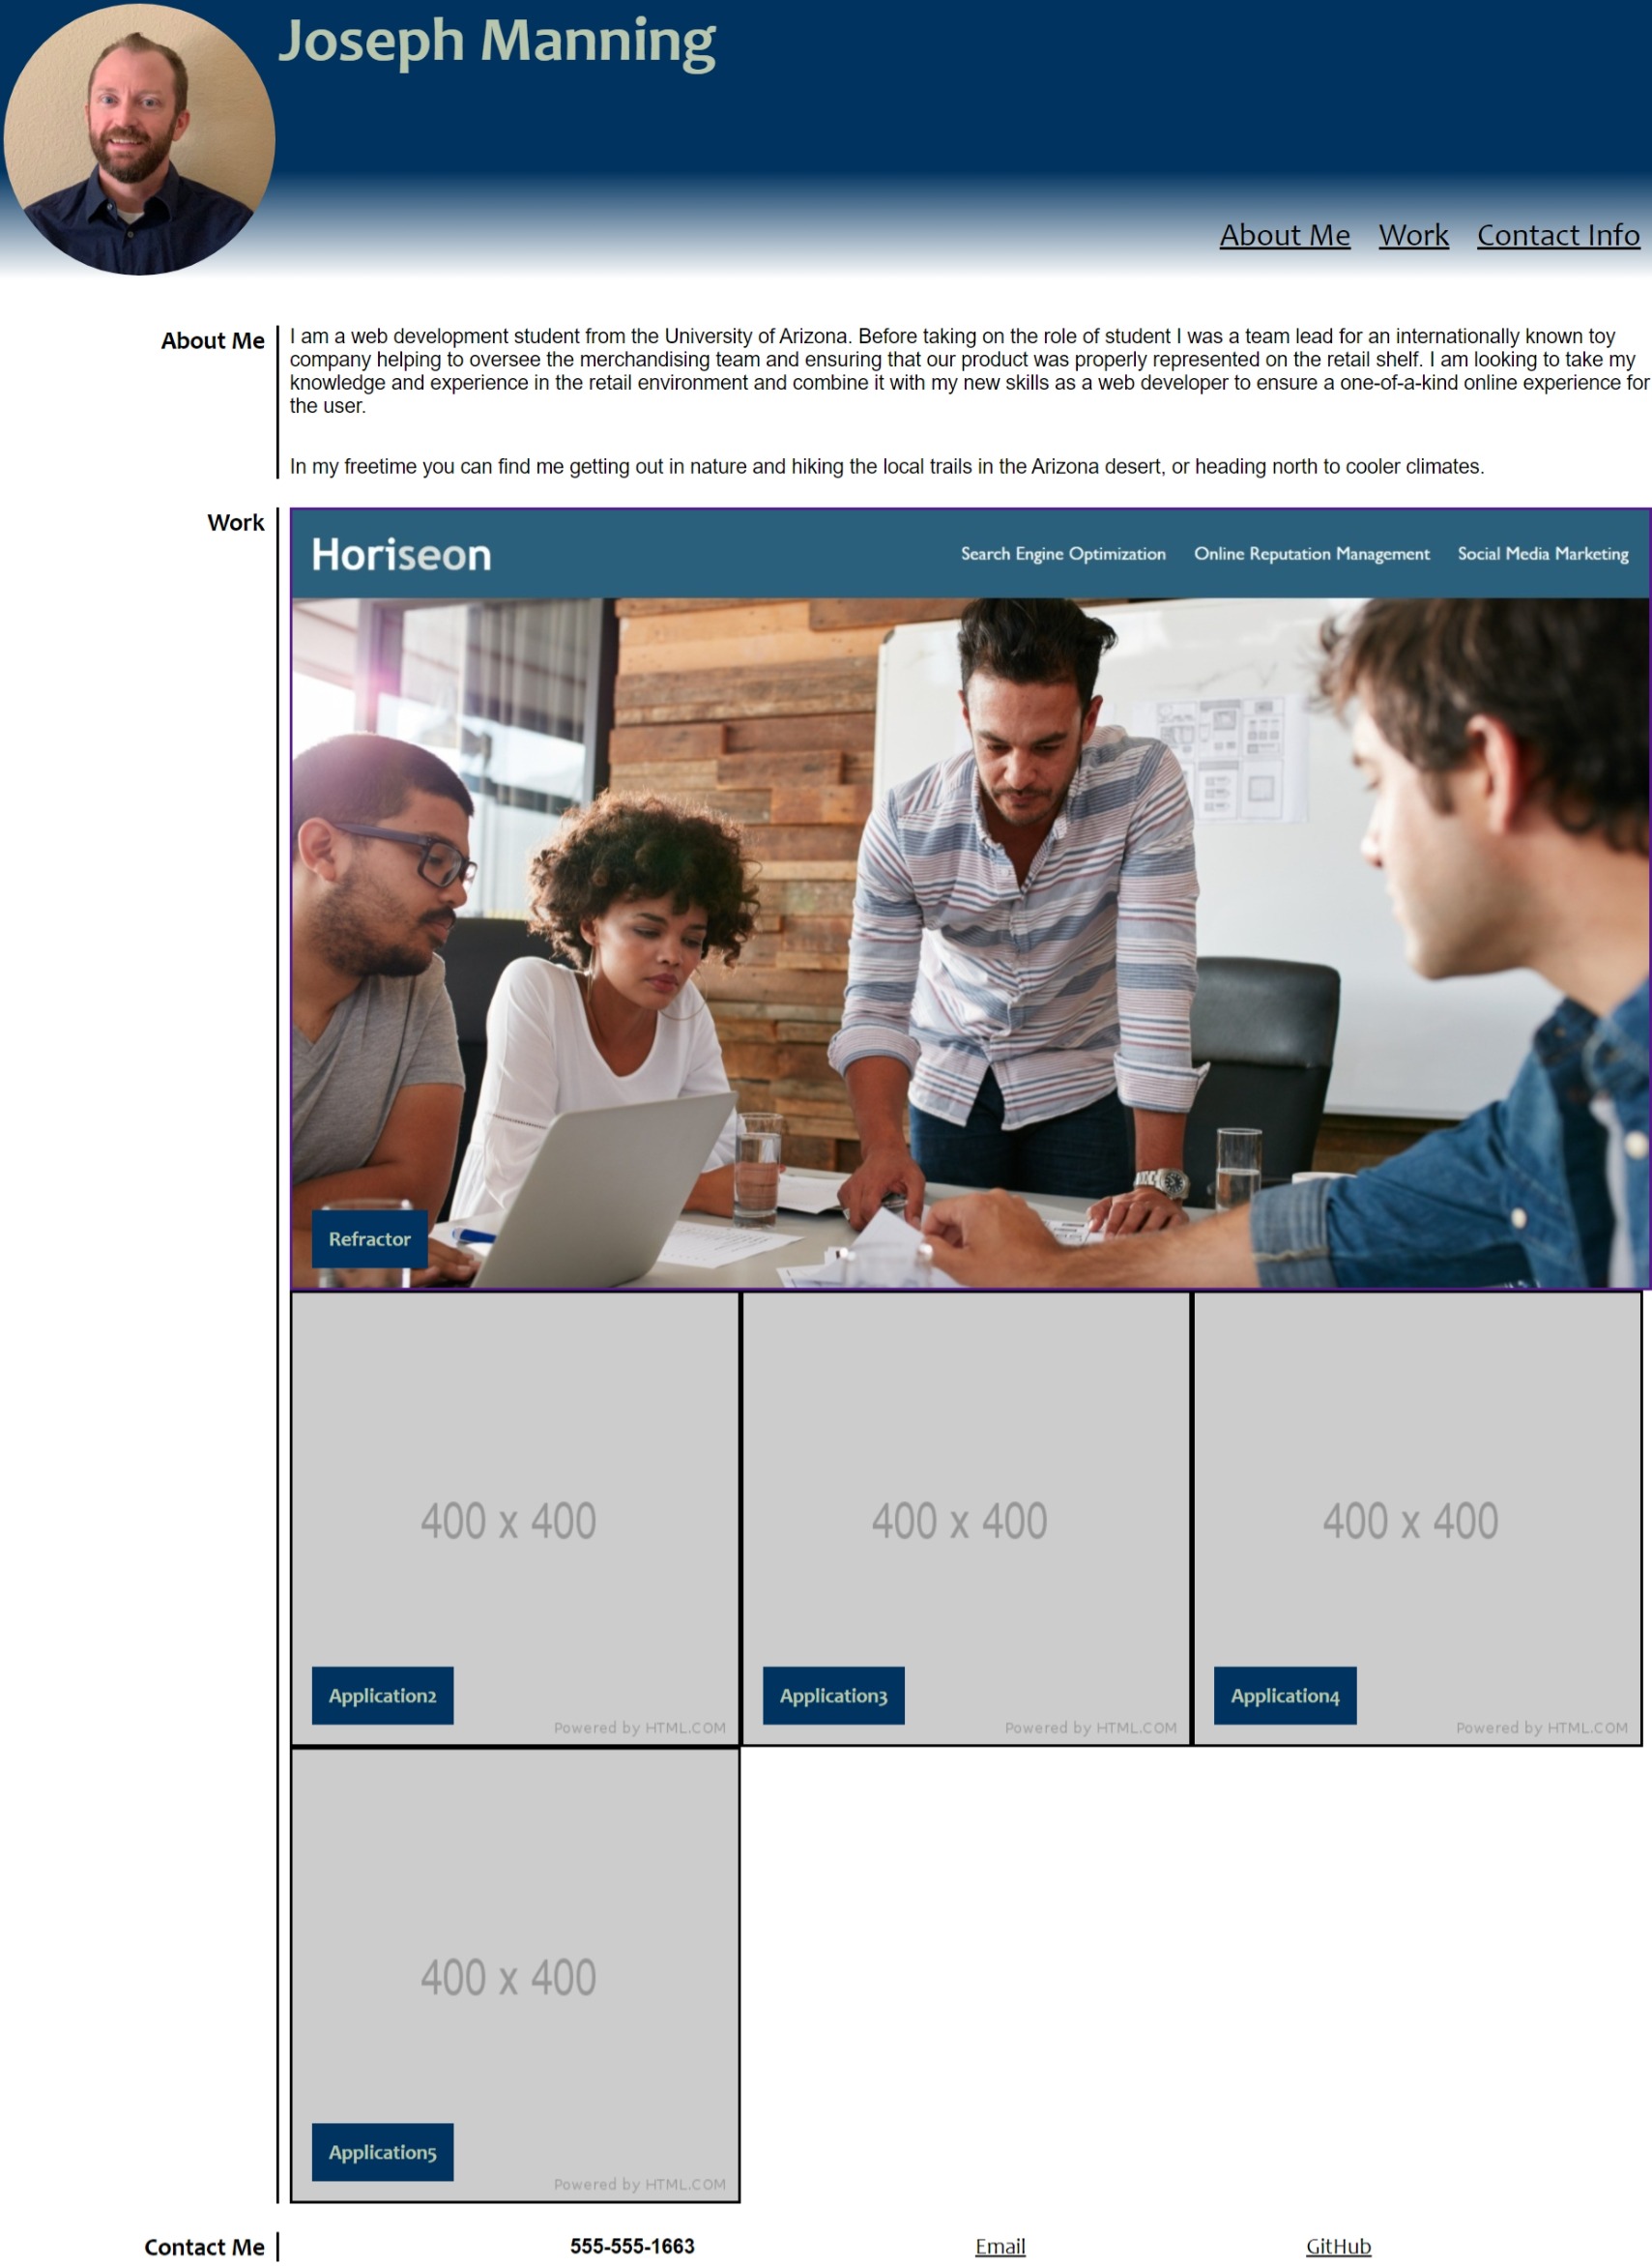 Joseph Manning
About Me Work Contact Info
About Me
I am a web development student from the University of Arizona. Before taking on the role of student I was a team lead for an internationally known toy
company helping to oversee the merchandising team and ensuring that our product was properly represented on the retail shelf. I am looking to take my
knowledge and experience in the retail environment and combine it with my new skills as a web developer to ensure a one-of-a-kind online experience for
the user.
In my freetime you can find me getting out in nature and hiking the local trails in the Arizona desert, or heading north to cooler climates.
Work
Horiseon
Search Engine Optimization Online Reputation Management Social Media Marketing
Refractor
400 x 400
Application2
Powered by HTML.COM
400 x 400
Application3
Powered by HTML.COM
400 x 400
Application4
Powered by HTML.COM
400 x 400
Application5
Powered by HTML.COM
Contact Me
555-555-1663 Email GitHub